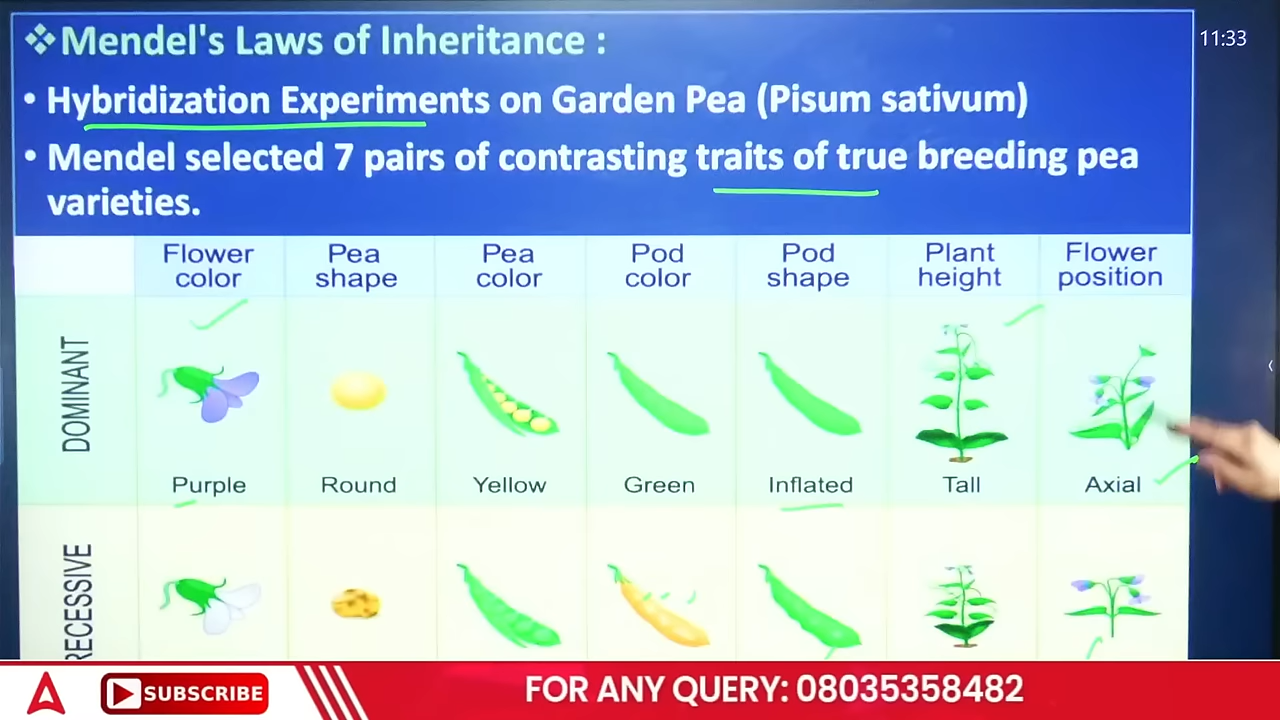 ❖Mendel's Laws of Inheritance :
11:33
• Hybridization Experiments on Garden Pea (Pisum sativum)
• Mendel selected 7 pairs of contrasting traits of true breeding pea
varieties.
Flower color
Pea shape
Pea color
Pod color
Pod shape
Plant height
Flower position
DOMINANT
Purple
Round
Yellow
Green
Inflated
Tall
Axial
RECESSIVE
SUBSCRIBE
FOR ANY QUERY: 08035358482